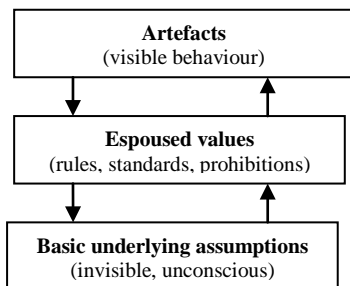 Artefacts
(visible behaviour)
Espoused values
(rules, standards, prohibitions)
Basic underlying assumptions
(invisible, unconscious)